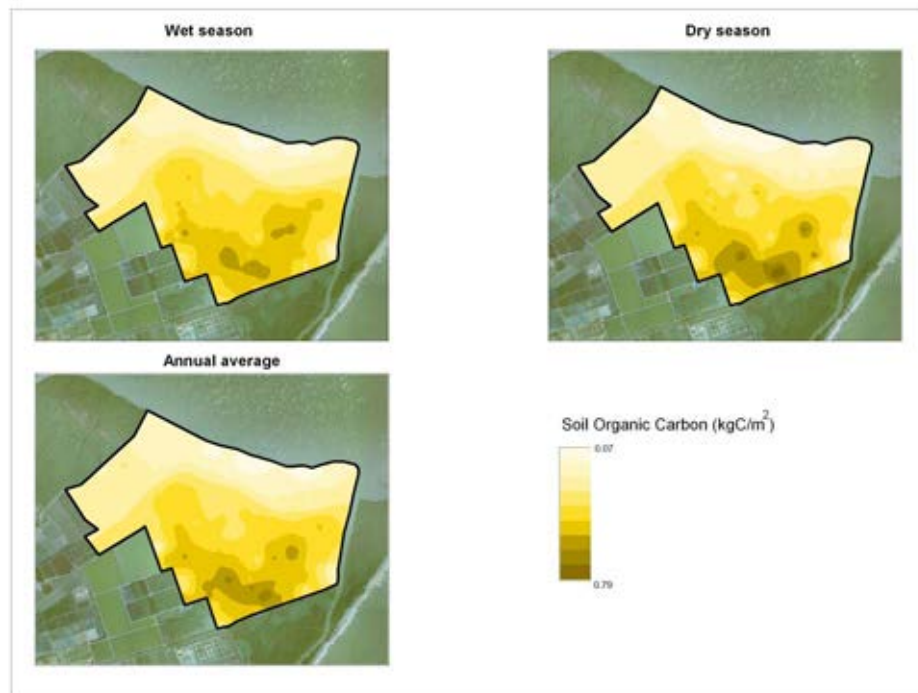 Wet season
Dry season
Annual average
Soil Organic Carbon (kgC/m²)
0.07
0.79